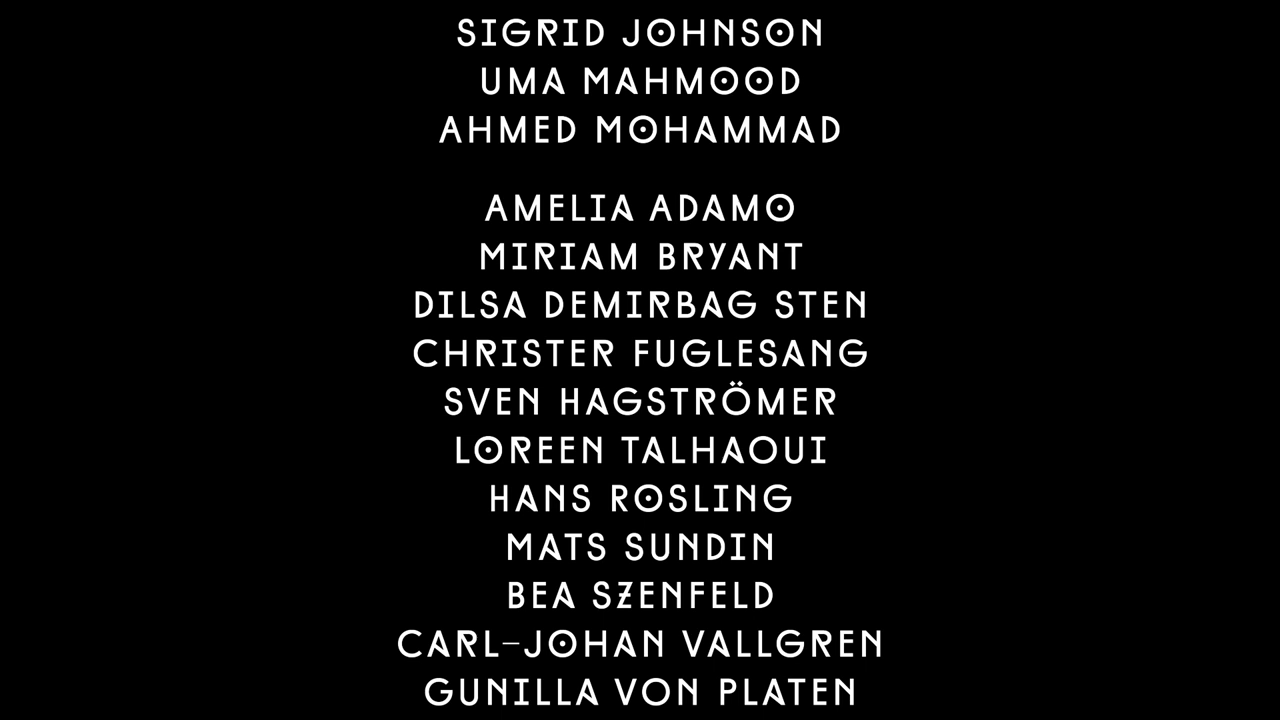 SIGRID JOHNSON
UMA MAHMOOD
AHMED MOHAMMAD
AMELIA ADAMO
MIRIAM BRYANT
DILSA DEMIRBAG STEN
CHRISTER FUGLESANG
SVEN HAGSTRÖMER
LOREEN TALHAOUI
HANS ROSLING
MATS SUNDIN
BEA SZENFELD
CARL-JOHAN VALLGREN
GUNILLA VON PLATEN